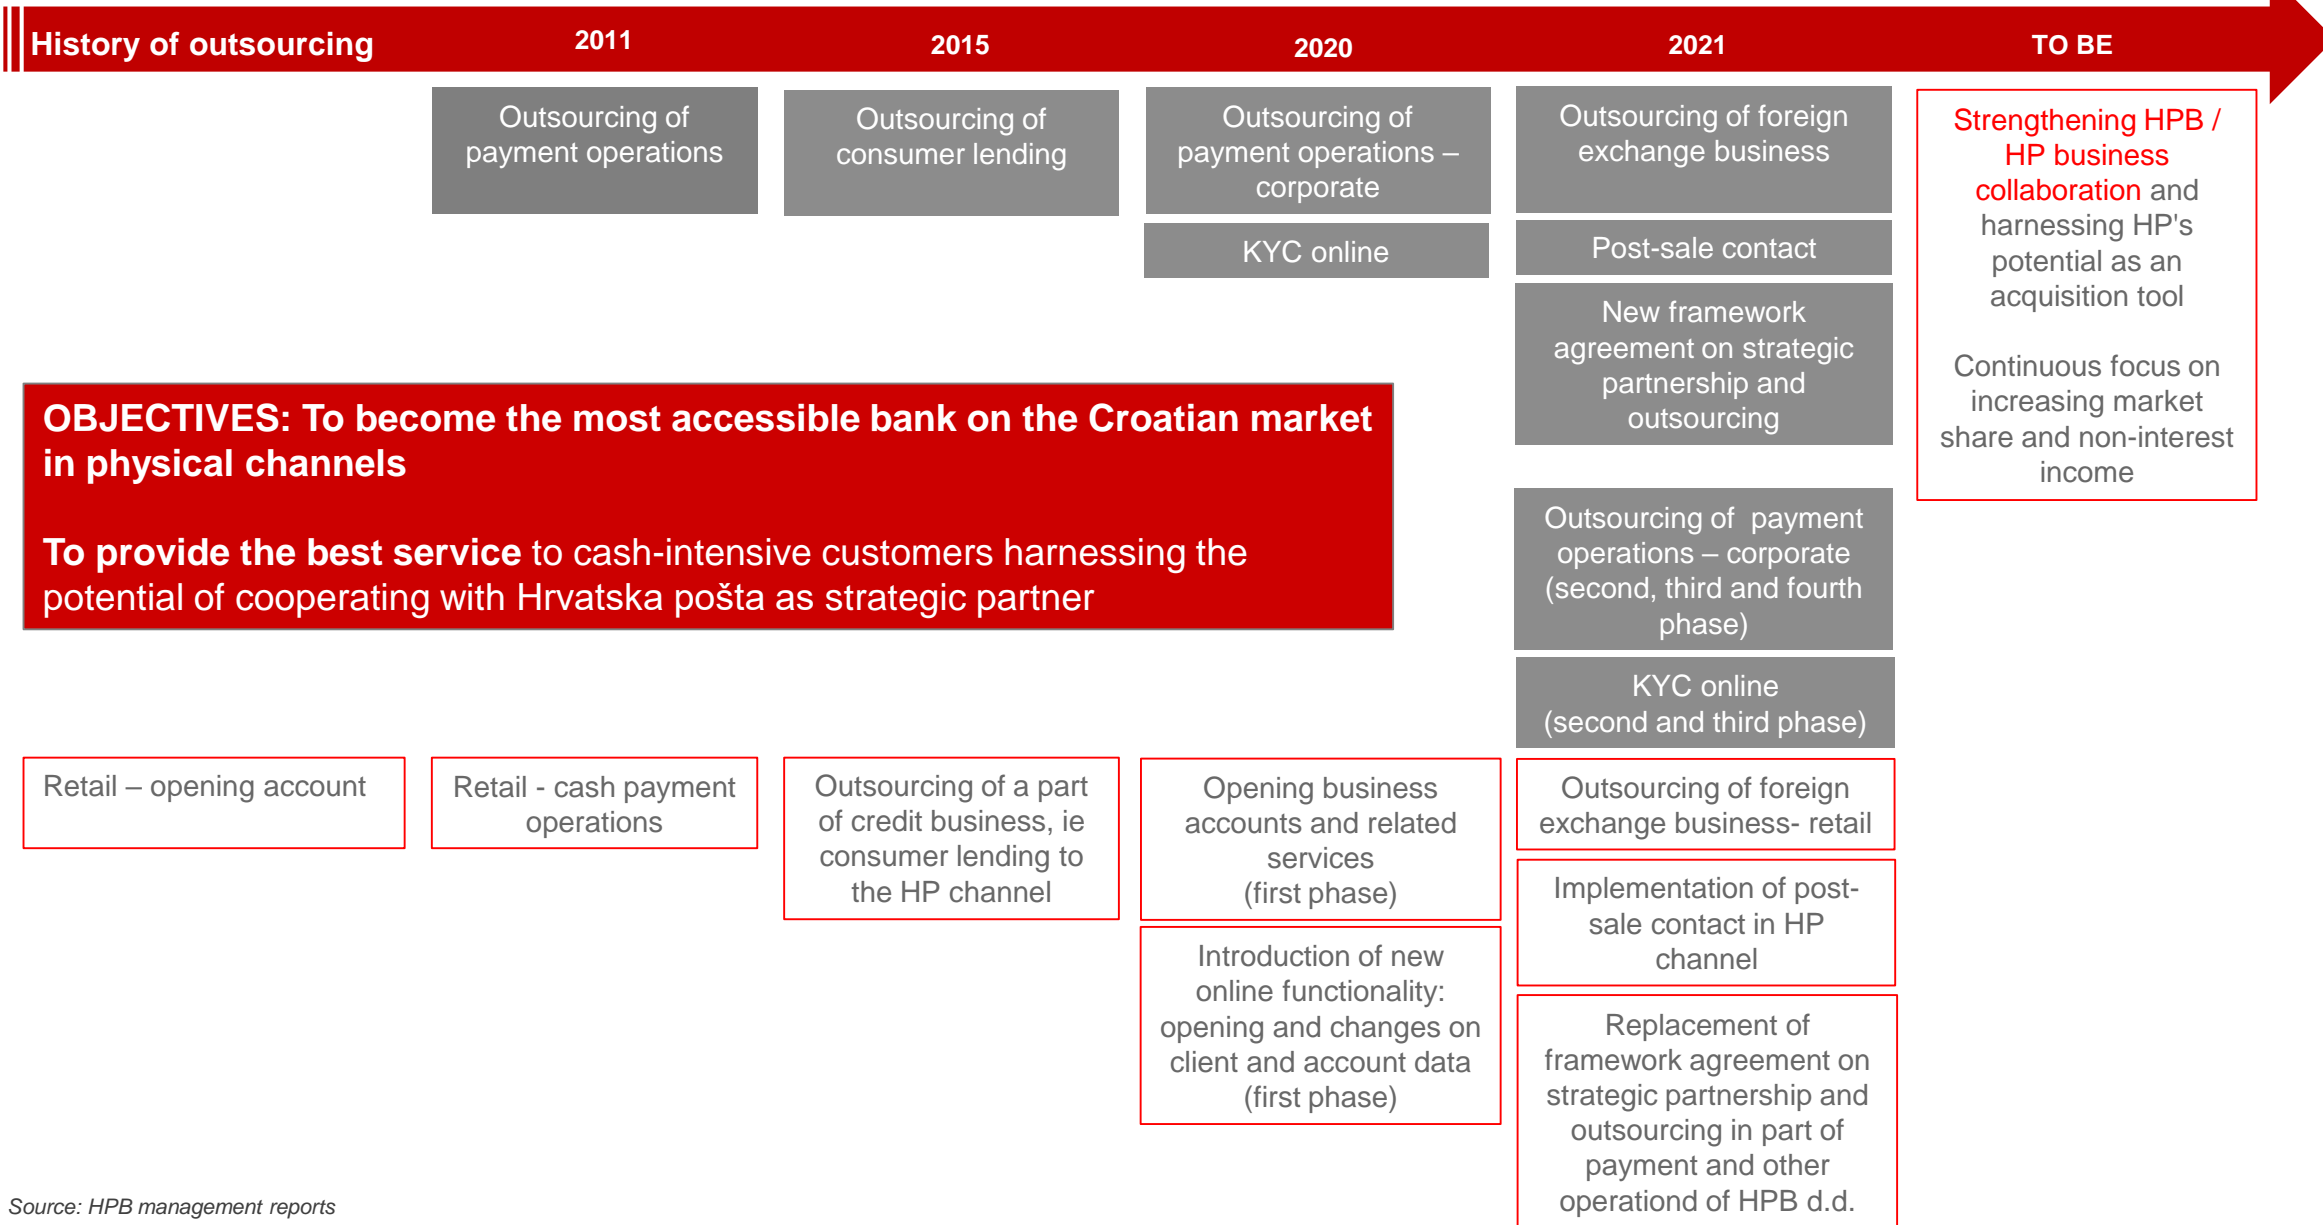 History of outsourcing
2011
2015
2020
2021
TO BE
Outsourcing of
payment operations
Outsourcing of
consumer lending
Outsourcing of
payment operations –
corporate
KYC online
Outsourcing of foreign
exchange business
Post-sale contact
New framework
agreement on strategic
partnership and
outsourcing
Outsourcing of  payment
operations – corporate
(second, third and fourth
phase)
KYC online
(second and third phase)
Strengthening HPB /
HP business
collaboration and
harnessing HP's
potential as an
acquisition tool
Continuous focus on
increasing market
share and non-interest
income
OBJECTIVES: To become the most accessible bank on the Croatian market
in physical channels
To provide the best service to cash-intensive customers harnessing the
potential of cooperating with Hrvatska pošta as strategic partner
Retail – opening account
Retail - cash payment
operations
Outsourcing of a part
of credit business, ie
consumer lending to
the HP channel
Opening business
accounts and related
services
(first phase)
Introduction of new
online functionality:
opening and changes on
client and account data
(first phase)
Outsourcing of foreign
exchange business- retail
Implementation of post-
sale contact in HP
channel
Replacement of
framework agreement on
strategic partnership and
outsourcing in part of
payment and other
operationd of HPB d.d.
Source: HPB management reports